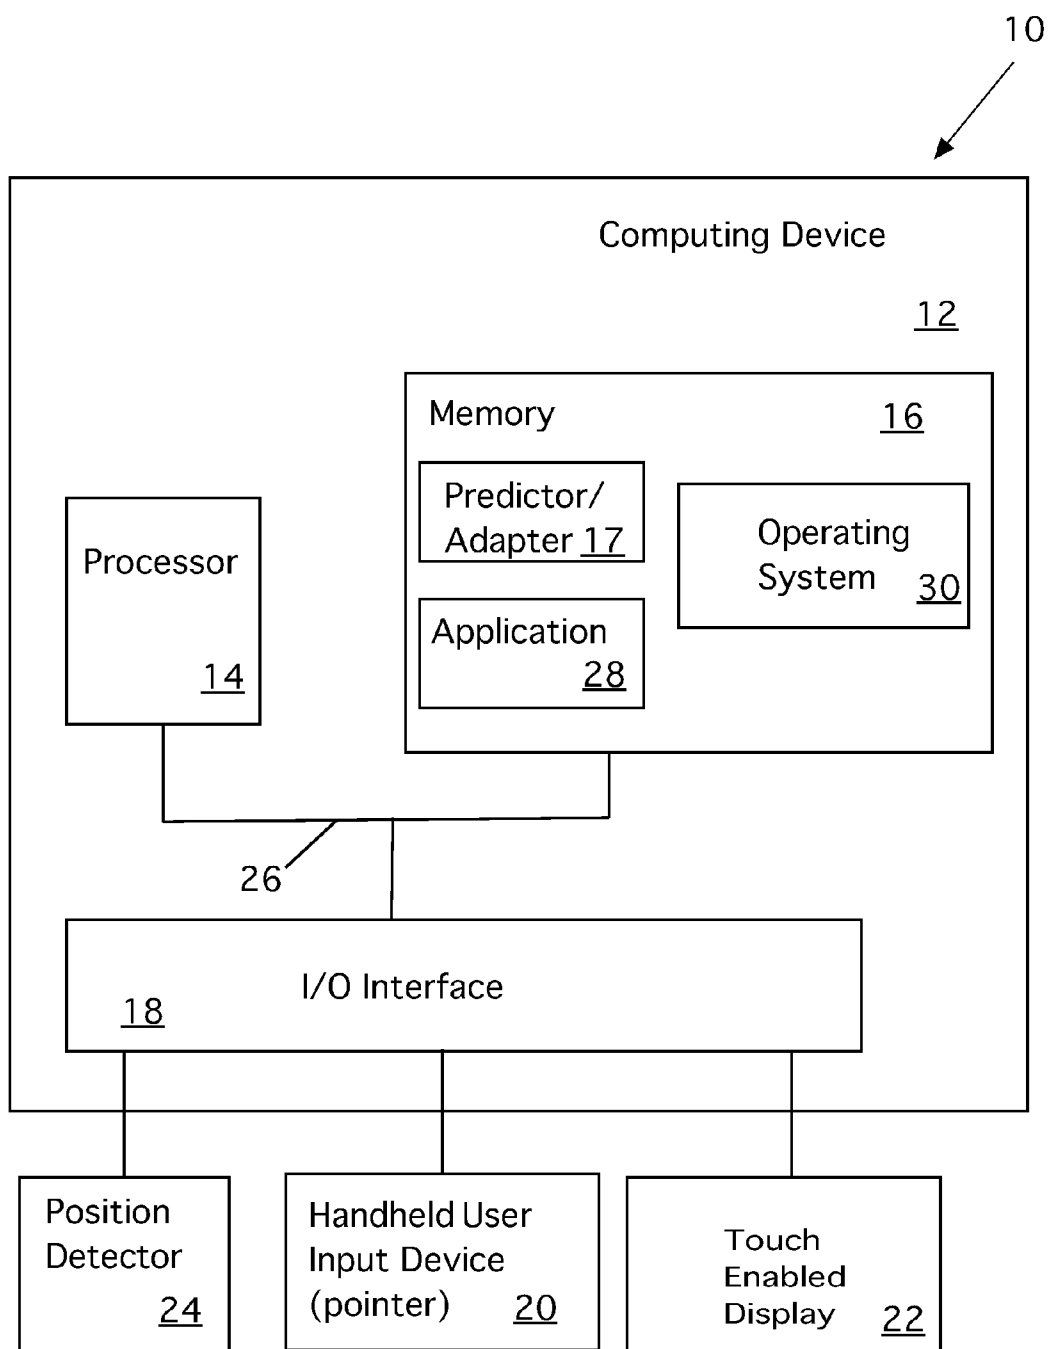 10
Computing Device
12
Memory
16
Predictor/
Adapter 17
Operating
System
30
Processor
14
Application
28
26
I/O Interface
18
Position
Detector
24
Handheld User
Input Device
(pointer) 20
Touch
Enabled
Display 22